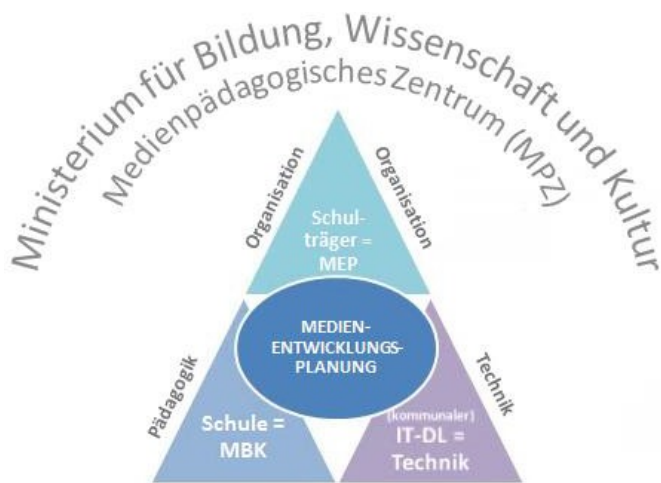 Ministerium für Bildung, Wissenschaft und Kultur
Medienpädagogisches Zentrum (MPZ)
Organisation
Organisation
Schul-
träger =
MEP
MEDIEN-
ENTWICKLUNGS-
PLANUNG
Pädagogik
Technik
Schule =
MBK
(kommunaler)
IT-DL =
Technik